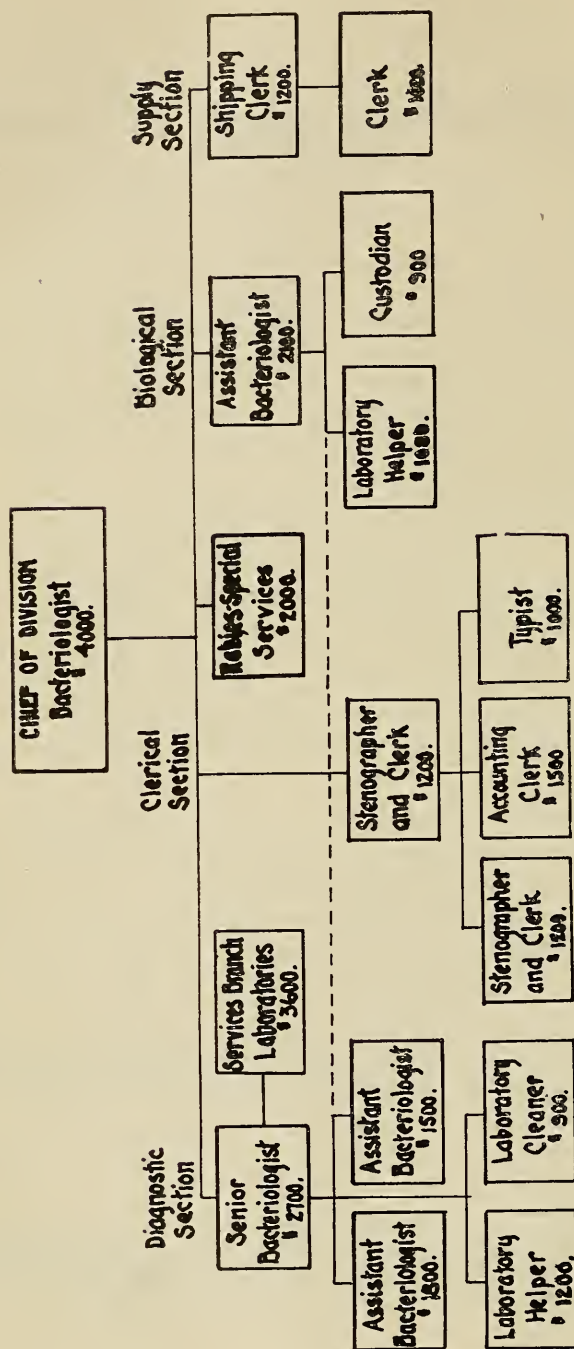 CHIEF OF DIVISION
Bacteriologist
$ 4000.
Diagnostic
Section
Clerical
Section
Biological
Section
Supply
Section
Senior
Bacteriologist
$ 2700.
Services Branch
Laboratories
$ 3600.
Rabies-Special
Services
$ 2000.
Assistant
Bacteriologist
$ 2100.
Shipping
Clerk
$ 1200.
Assistant
Bacteriologist
$ 1800.
Assistant
Bacteriologist
$ 1500.
Stenographer
and Clerk
$ 1200.
Laboratory
Helper
$
Custodian
$ 900
Clerk
$
Laboratory
Helper
$ 1200.
Laboratory
Cleaner
$ 900.
Stenographer
and Clerk
$ 1200.
Accounting
Clerk
$ 1500
Typist
$ 1000.